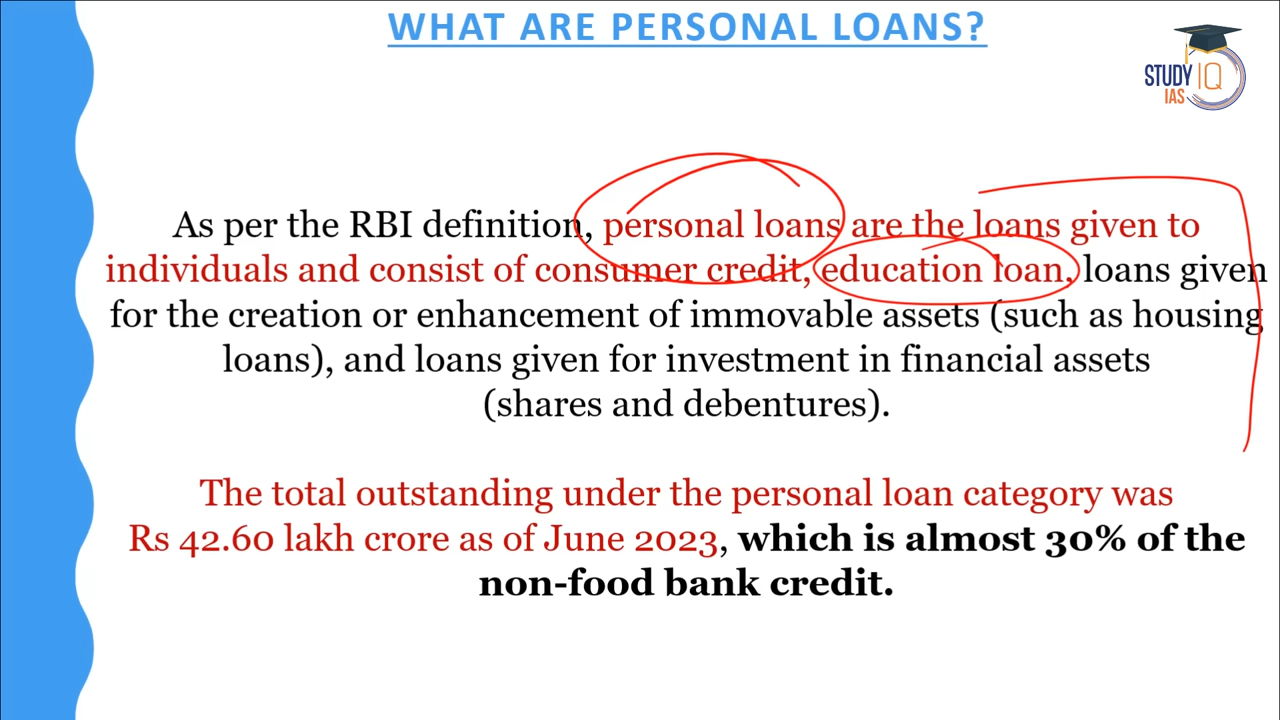 WHAT ARE PERSONAL LOANS?
STUDY IQ
IAS
As per the RBI definition, personal loans are the loans given to
individuals and consist of consumer credit, education loan, loans given
for the creation or enhancement of immovable assets (such as housing
loans), and loans given for investment in financial assets
(shares and debentures).
The total outstanding under the personal loan category was
Rs 42.60 lakh crore as of June 2023, which is almost 30% of the
non-food bank credit.